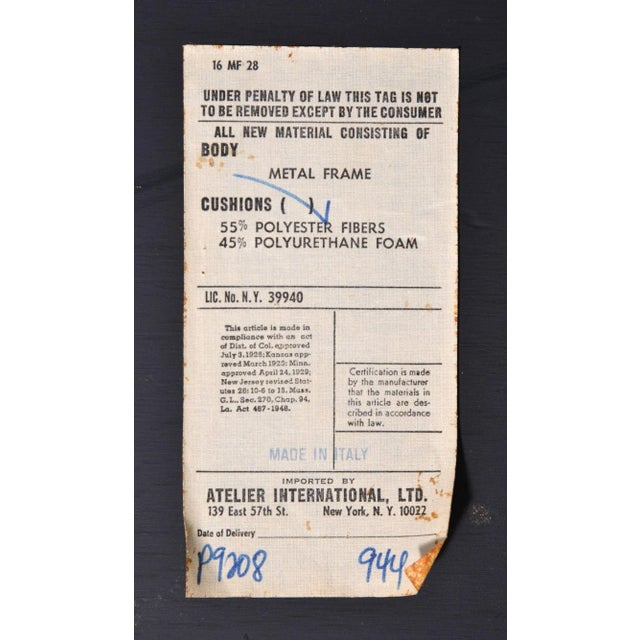 16 MF 28
UNDER PENALTY OF LAW THIS TAG IS NOT
TO BE REMOVED EXCEPT BY THE CONSUMER
ALL NEW MATERIAL CONSISTING OF
BODY
METAL FRAME
CUSHIONS ( )
55% POLYESTER FIBERS
45% POLYURETHANE FOAM
LIC. No. N.Y. 39940
This article is made in
compliance with an act
of Dist. of Col. approved
July 3, 1926; Kansas app-
roved March 1923; Minn.
approved April 24, 1929;
New Jersey revised Stat-
utes 26:10-6 to 18. Mass.
G. L., Sec. 270, Chap. 94,
La. Act 467-1948.
Certification is made
by the manufacturer
that the materials in
this article are des-
cribed in accordance
with law.
MADE IN ITALY
IMPORTED BY
ATELIER INTERNATIONAL, LTD.
139 East 57th St. New York, N. Y. 10022
Date of Delivery
P9208 944